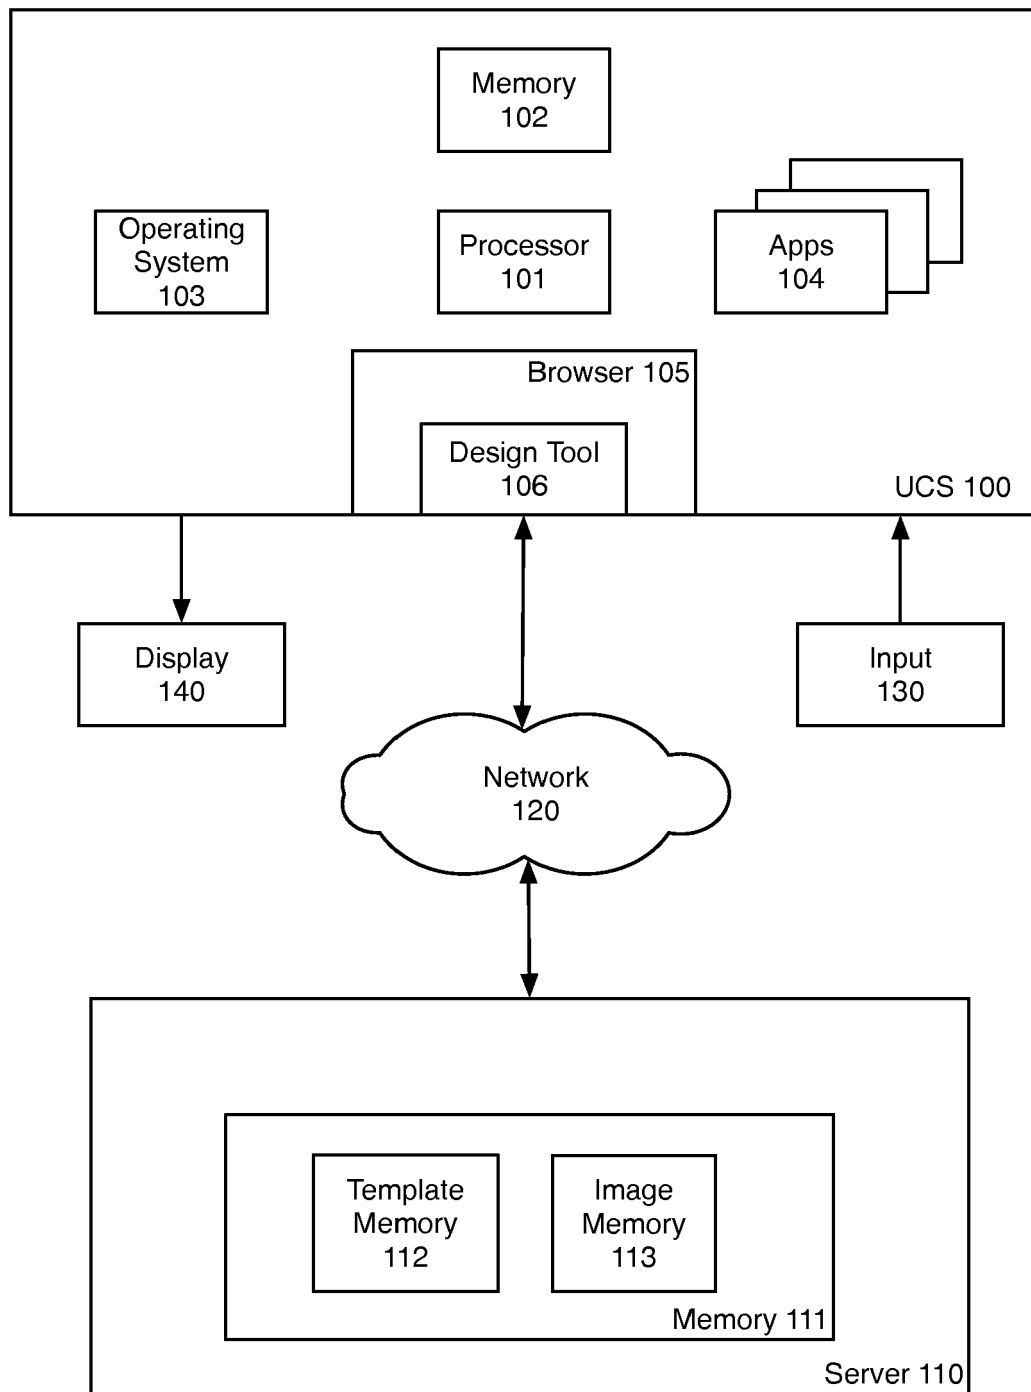 Memory
102
Operating
System
103
Processor
101
Apps
104
Browser 105
Design Tool
106
UCS 100
Display
140
Input
130
Network
120
Template
Memory
112
Image
Memory
113
Memory 111
Server 110